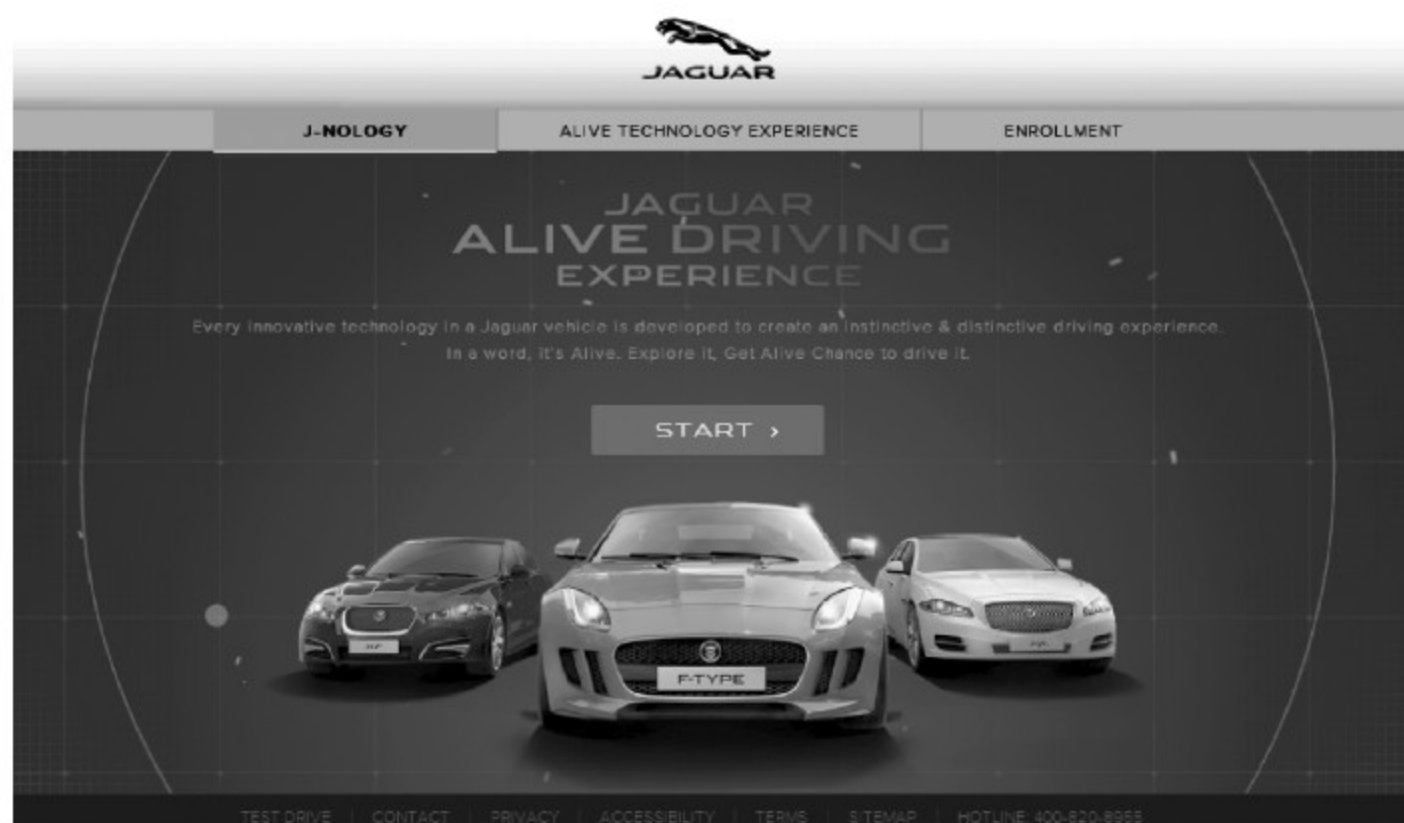 JAGUAR
J-NOLOGY
ALIVE TECHNOLOGY EXPERIENCE
ENROLLMENT
JAGUAR
ALIVE DRIVING
EXPERIENCE
Every innovative technology in a Jaguar vehicle is developed to create an instinctive & distinctive driving experience.
In a word, it's Alive. Explore it, Get Alive Chance to drive it.
START >
F-TYPE
TEST DRIVE
CONTACT
PRIVACY
ACCESSIBILITY
TERMS
SITEMAP
HOTLINE: 400-820-8955